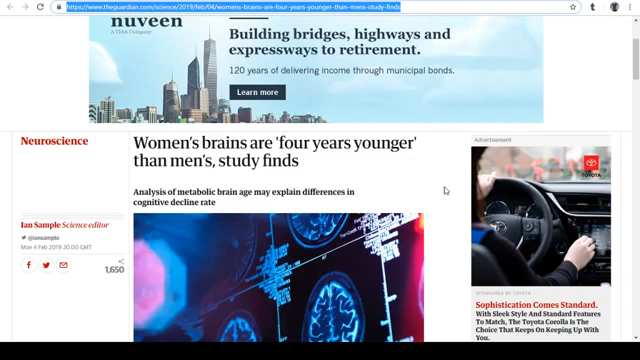 https://www.theguardian.com/science/2019/feb/04/womens-brains-are-four-years-younger-than-mens-study-finds
nuveen
A TIAA Company
Building bridges, highways and
expressways to retirement.
120 years of delivering income through municipal bonds.
Learn more
Neuroscience
Women's brains are 'four years younger'
than men's, study finds
Analysis of metabolic brain age may explain differences in
cognitive decline rate
Ian Sample Science editor
@iansample
Mon 4 Feb 2019 20.00 GMT
1,650
Advertisement
TOYOTA
SPONSORED BY TOYOTA
Sophistication Comes Standard.
With Sleek Style And Standard Features
To Match, The Toyota Corolla Is The
Choice That Keeps On Keeping Up With
You.